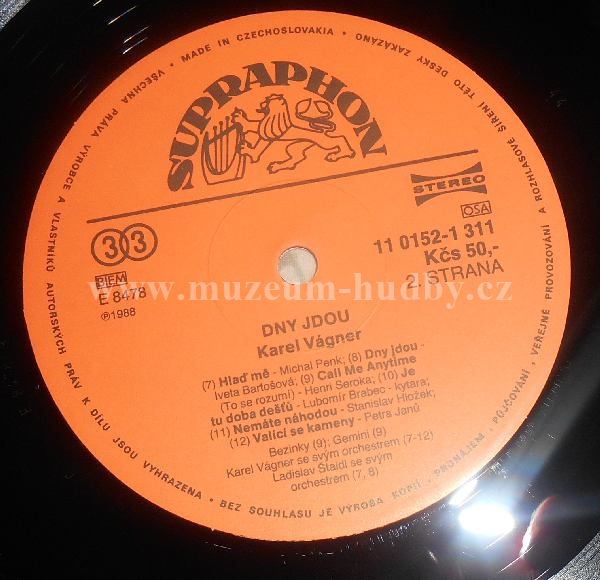 VŠECHNA PRÁVA VÝROBCE A VLASTNÍKŮ AUTORSKÝCH PRÁV K DÍLU JSOU VYHRAZENA • BEZ SOUHLASU JE VÝROBA KOPIÍ, PRONÁJEM, PŮJČOVÁNÍ, VEŘEJNÉ PROVOZOVÁNÍ A ROZHLASOVÉ ŠÍŘENÍ TÉTO DESKY ZAKÁZÁNO • MADE IN CZECHOSLOVAKIA •
SUPRAPHON
STEREO
OSA
33
11 0152-1 311
Kčs 50,-
BIEM
E 8478
2. STRANA
℗1988
www.muzeum-hudby.cz
DNY JDOU
Karel Vágner
(7) Hlaď mě - Michal Penk; (8) Dny jdou -
Iveta Bartošová; (9) Call Me Anytime
(To se rozumí) - Henri Seroka; (10) Je
tu doba dešťů - Lubomír Brabec - kytara;
(11) Nemáte náhodou - Stanislav Hložek;
(12) Valící se kameny - Petra Janů
Bezinky (9); Gemini (9)
Karel Vágner se svým orchestrem (7-12)
Ladislav Štaidl se svým
orchestrem (7, 8)